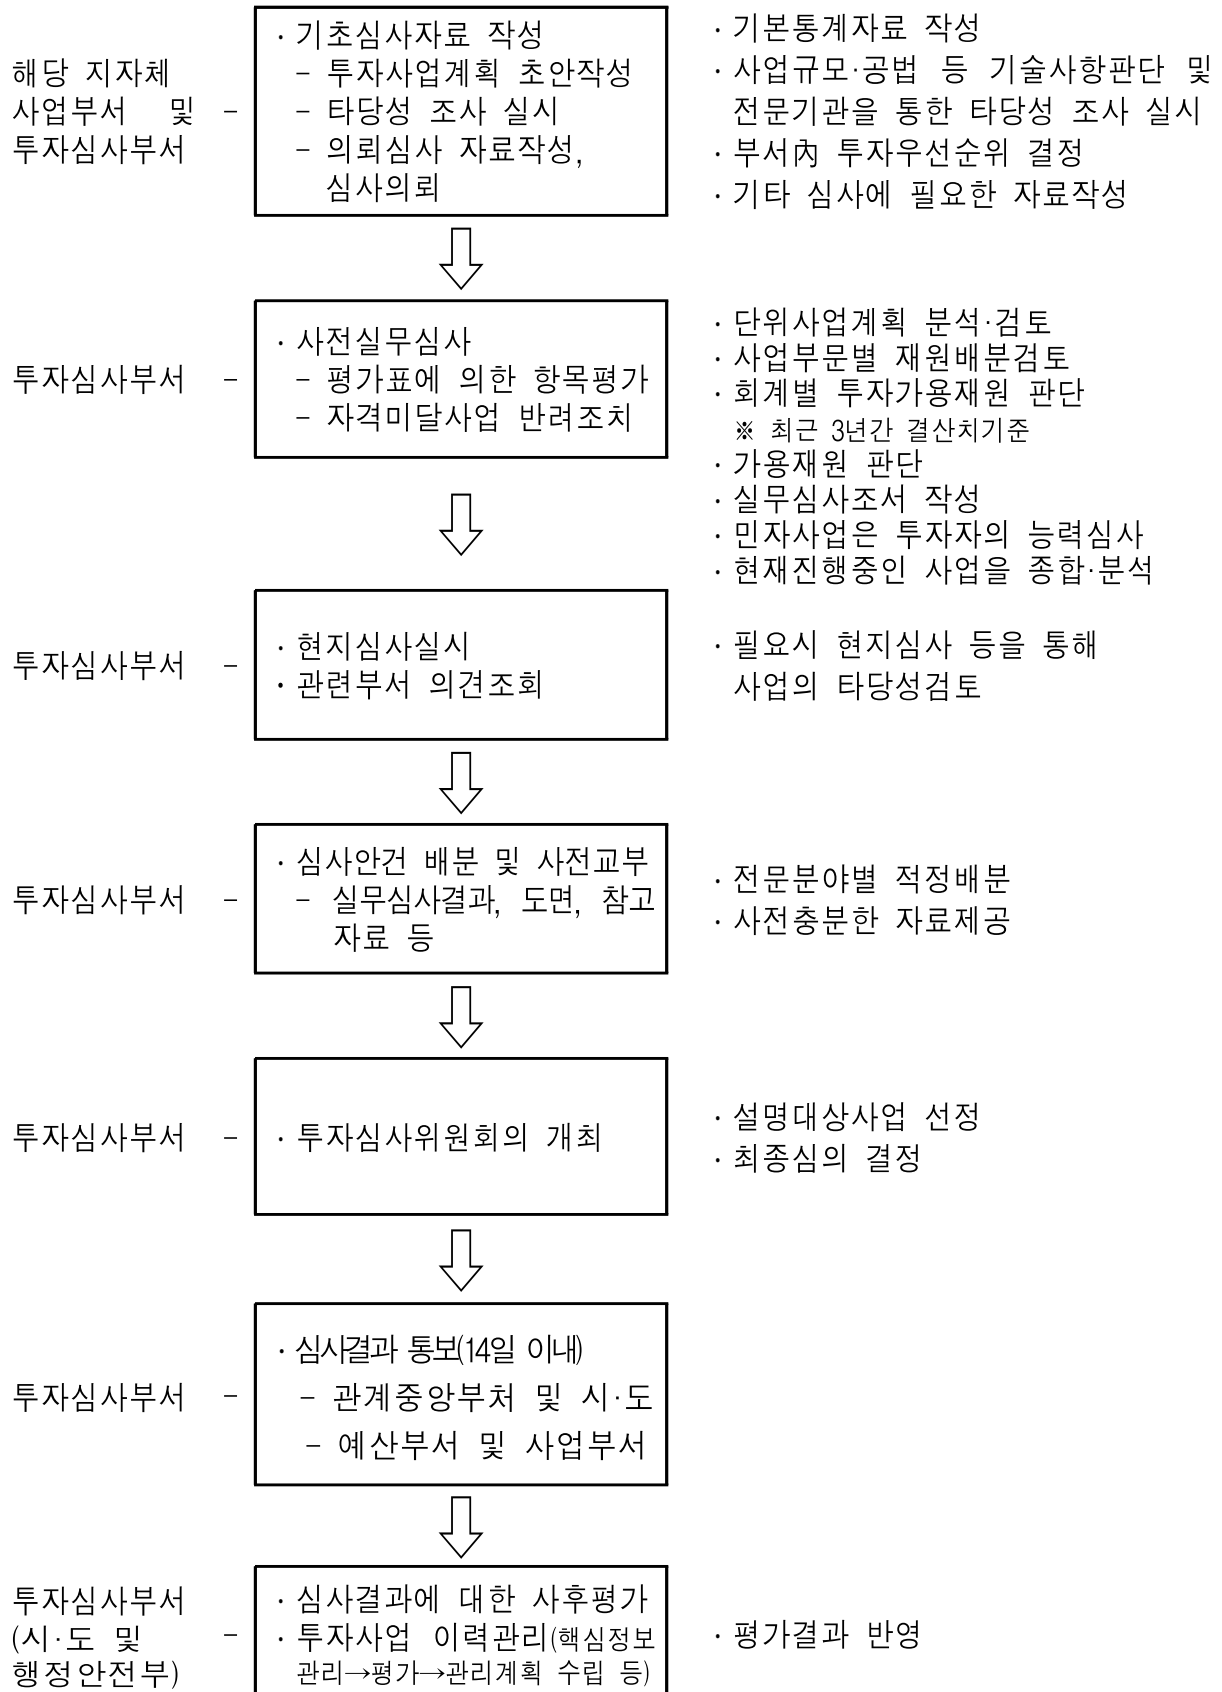 해당 지자체
사업부서 및
투자심사부서
–
· 기초심사자료 작성
– 투자사업계획 초안작성
– 타당성 조사 실시
– 의뢰심사 자료작성,
심사의뢰
· 기본통계자료 작성
· 사업규모·공법 등 기술사항판단 및
전문기관을 통한 타당성 조사 실시
· 부서內 투자우선순위 결정
· 기타 심사에 필요한 자료작성
투자심사부서 –
· 사전실무심사
– 평가표에 의한 항목평가
– 자격미달사업 반려조치
· 단위사업계획 분석·검토
· 사업부문별 재원배분검토
· 회계별 투자가용재원 판단
※ 최근 3년간 결산치기준
· 가용재원 판단
· 실무심사조서 작성
· 민자사업은 투자자의 능력심사
· 현재진행중인 사업을 종합·분석
투자심사부서 –
· 현지심사실시
· 관련부서 의견조회
· 필요시 현지심사 등을 통해
사업의 타당성검토
투자심사부서 –
· 심사안건 배분 및 사전교부
– 실무심사결과, 도면, 참고
자료 등
· 전문분야별 적정배분
· 사전충분한 자료제공
투자심사부서 –
· 투자심사위원회의 개최
· 설명대상사업 선정
· 최종심의 결정
투자심사부서 –
· 심사결과 통보(14일 이내)
– 관계중앙부처 및 시·도
– 예산부서 및 사업부서
투자심사부서
(시·도 및
행정안전부)
–
· 심사결과에 대한 사후평가
· 투자사업 이력관리(핵심정보
관리→평가→관리계획 수립 등)
· 평가결과 반영